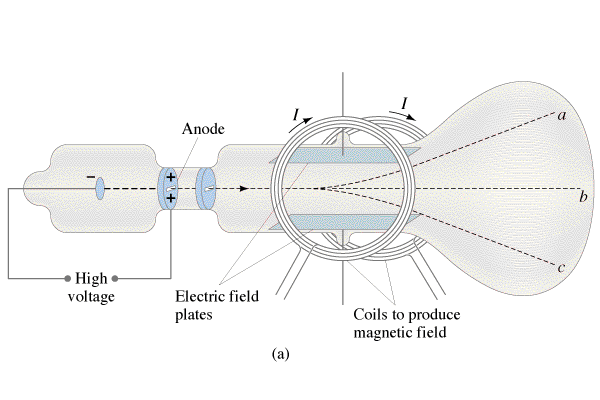 I
I
a
Anode
−
+
+
b
c
High
voltage
Electric field
plates
Coils to produce
magnetic field
(a)